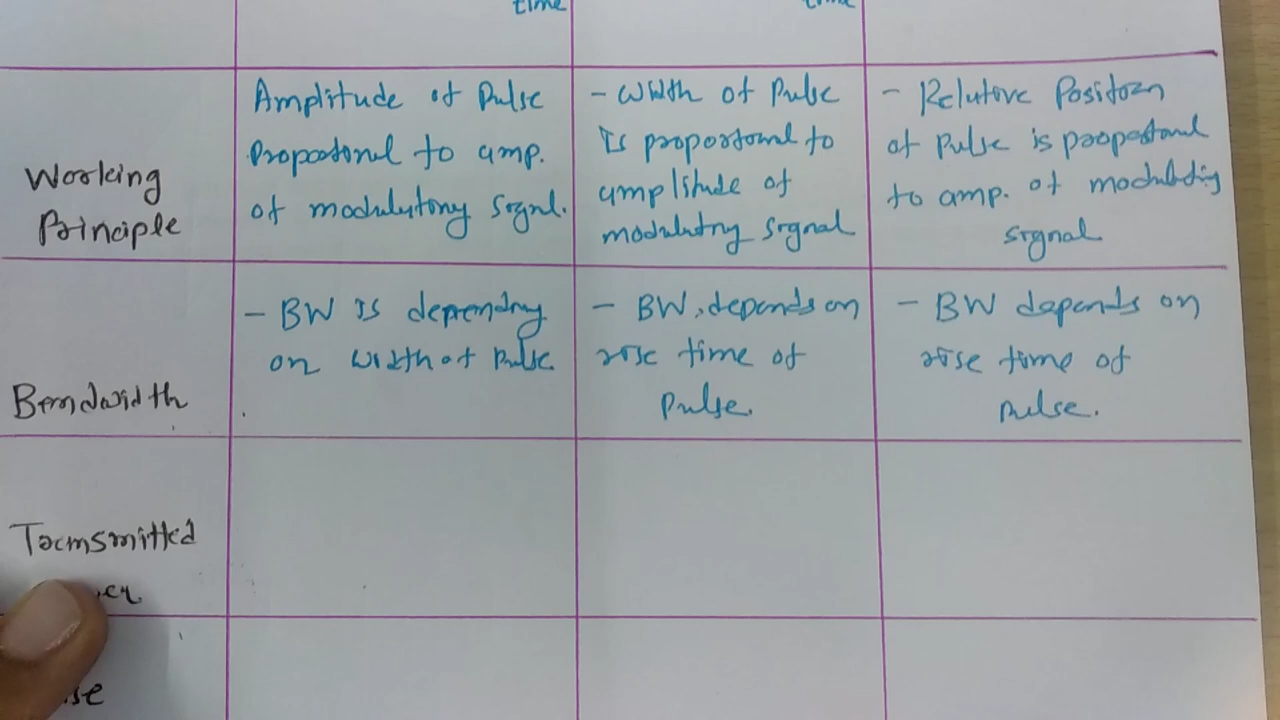 time
time
Amplitude of Pulse
Proportional to amp.
of modulating signal.
- Width of Pulse
is proportional to
amplitude of
modulating signal
- Relative Position
of Pulse is proportional
to amp. of modulating
signal
Working
Principle
- BW is depending
on width of pulse
- BW depends on
rise time of
Pulse.
- BW depends on
rise time of
pulse.
Bandwidth
Transmitted